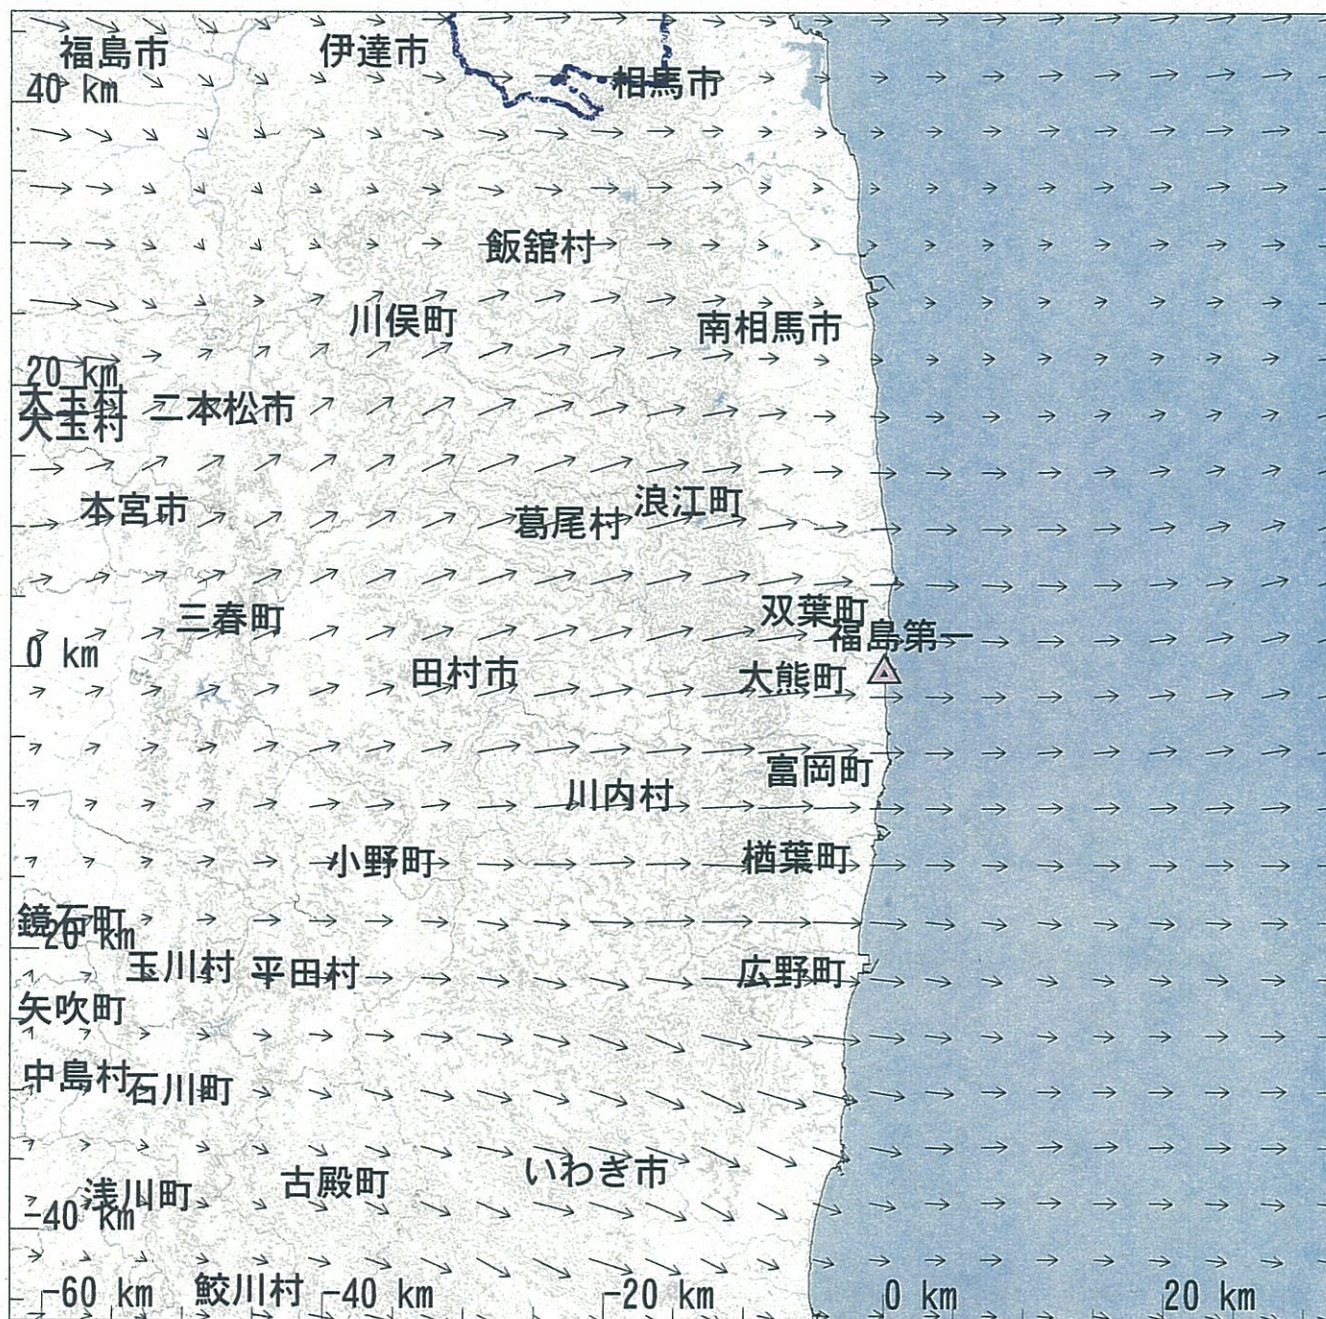 福島市
伊達市
相馬市
40 km
飯舘村
川俣町
南相馬市
20 km
大玉村
大玉村
二本松市
本宮市
葛尾村
浪江町
双葉町
三春町
福島第一
0 km
田村市
大熊町
富岡町
川内村
小野町
楢葉町
鏡石町
-20 km
玉川村
平田村
広野町
矢吹町
中島村
石川町
いわき市
浅川町
古殿町
-40 km
鮫川村
-60 km
-40 km
-20 km
0 km
20 km